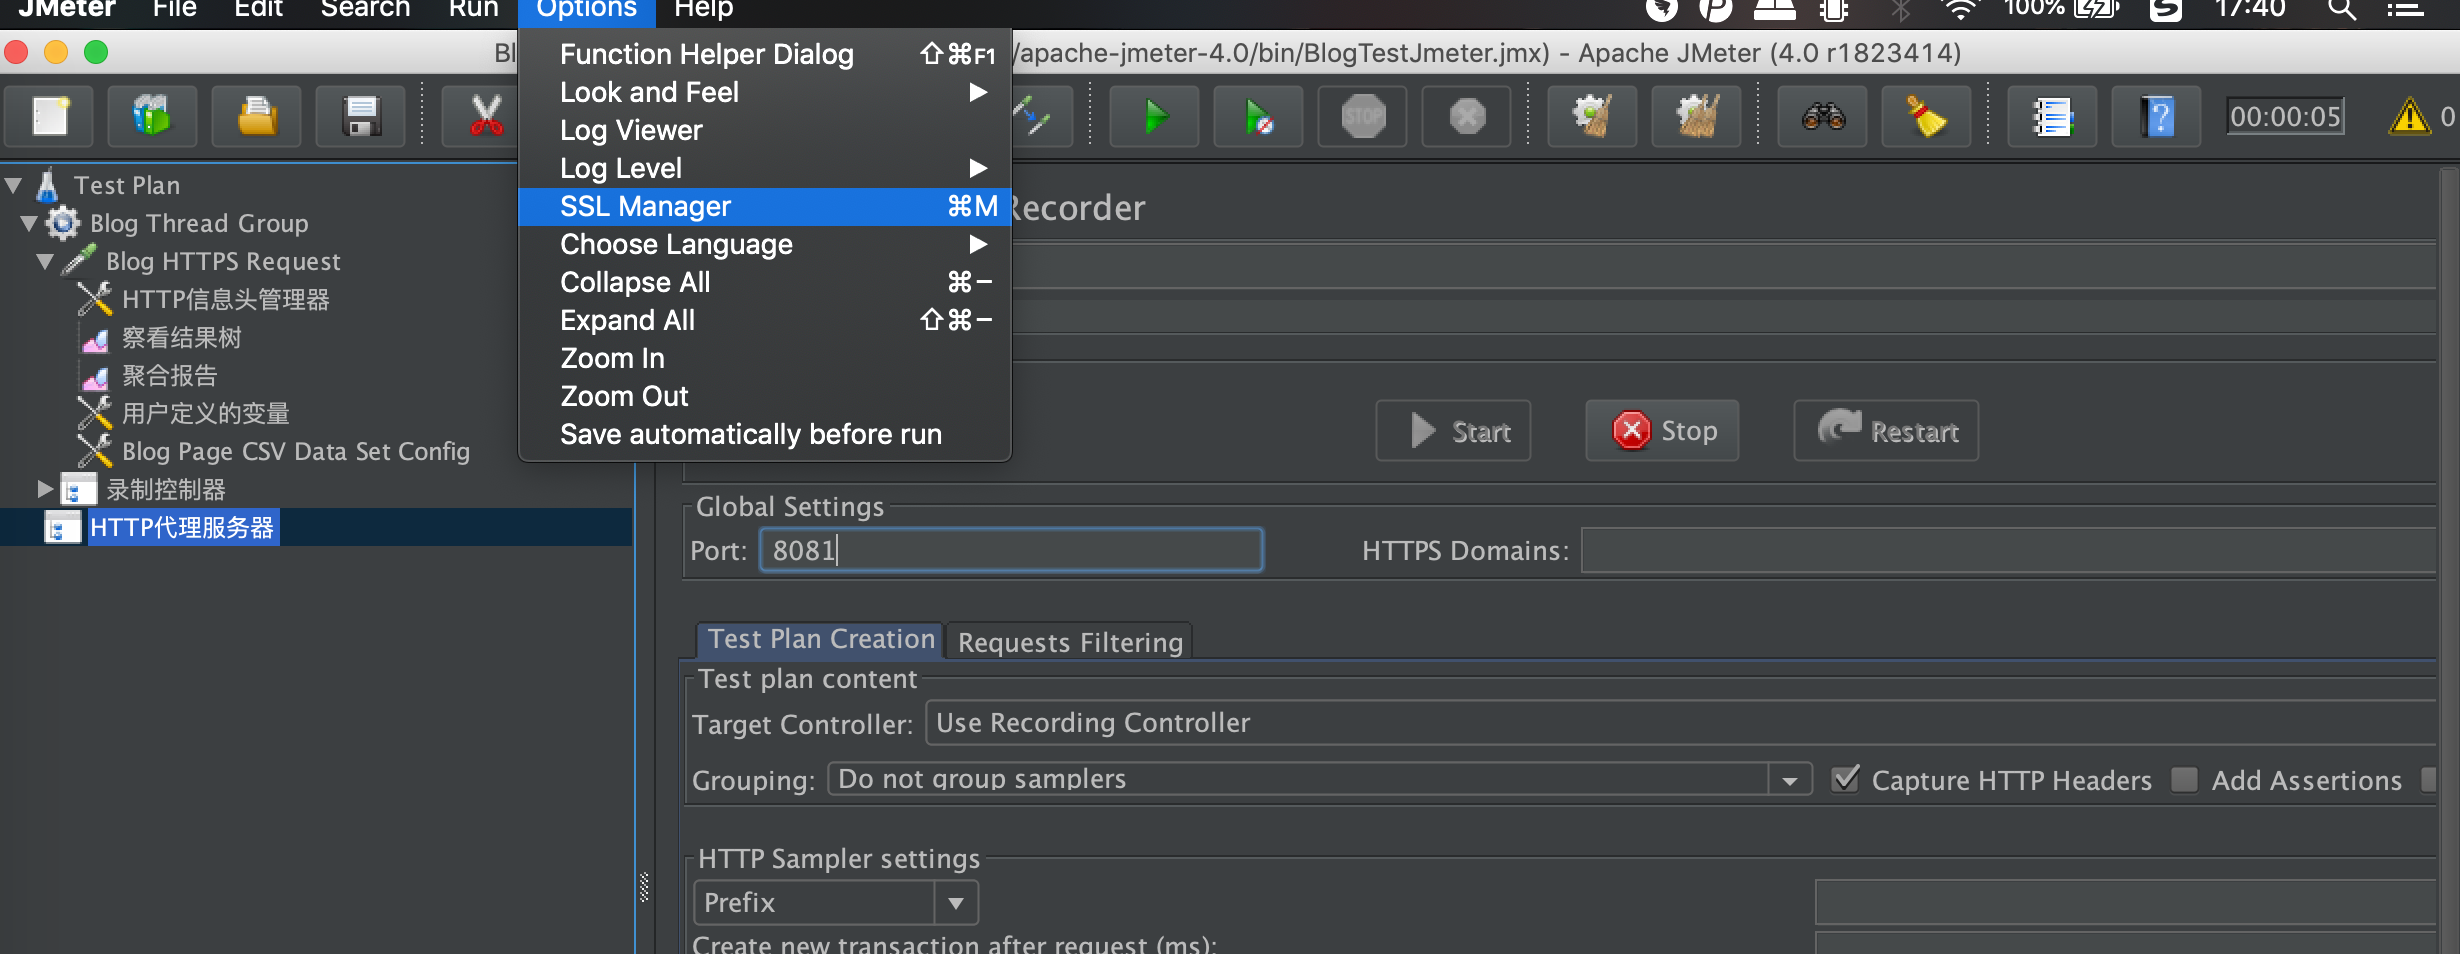 JMeter File Edit Search Run Options Help 100% 17:40
Bl
/apache-jmeter-4.0/bin/BlogTestJmeter.jmx) - Apache JMeter (4.0 r1823414)
Function Helper Dialog ⇧⌘F1
Look and Feel ▶
Log Viewer
Log Level ▶
SSL Manager ⌘M
Choose Language ▶
Collapse All ⌘−
Expand All ⇧⌘−
Zoom In
Zoom Out
Save automatically before run
STOP
00:00:05
0
Test Plan
Blog Thread Group
Blog HTTPS Request
HTTP信息头管理器
察看结果树
聚合报告
用户定义的变量
Blog Page CSV Data Set Config
录制控制器
HTTP代理服务器
Recorder
Start Stop Restart
Global Settings
Port: 8081 HTTPS Domains:
Test Plan Creation Requests Filtering
Test plan content
Target Controller: Use Recording Controller
Grouping: Do not group samplers Capture HTTP Headers Add Assertions
HTTP Sampler settings
Prefix
Create new transaction after request (ms):